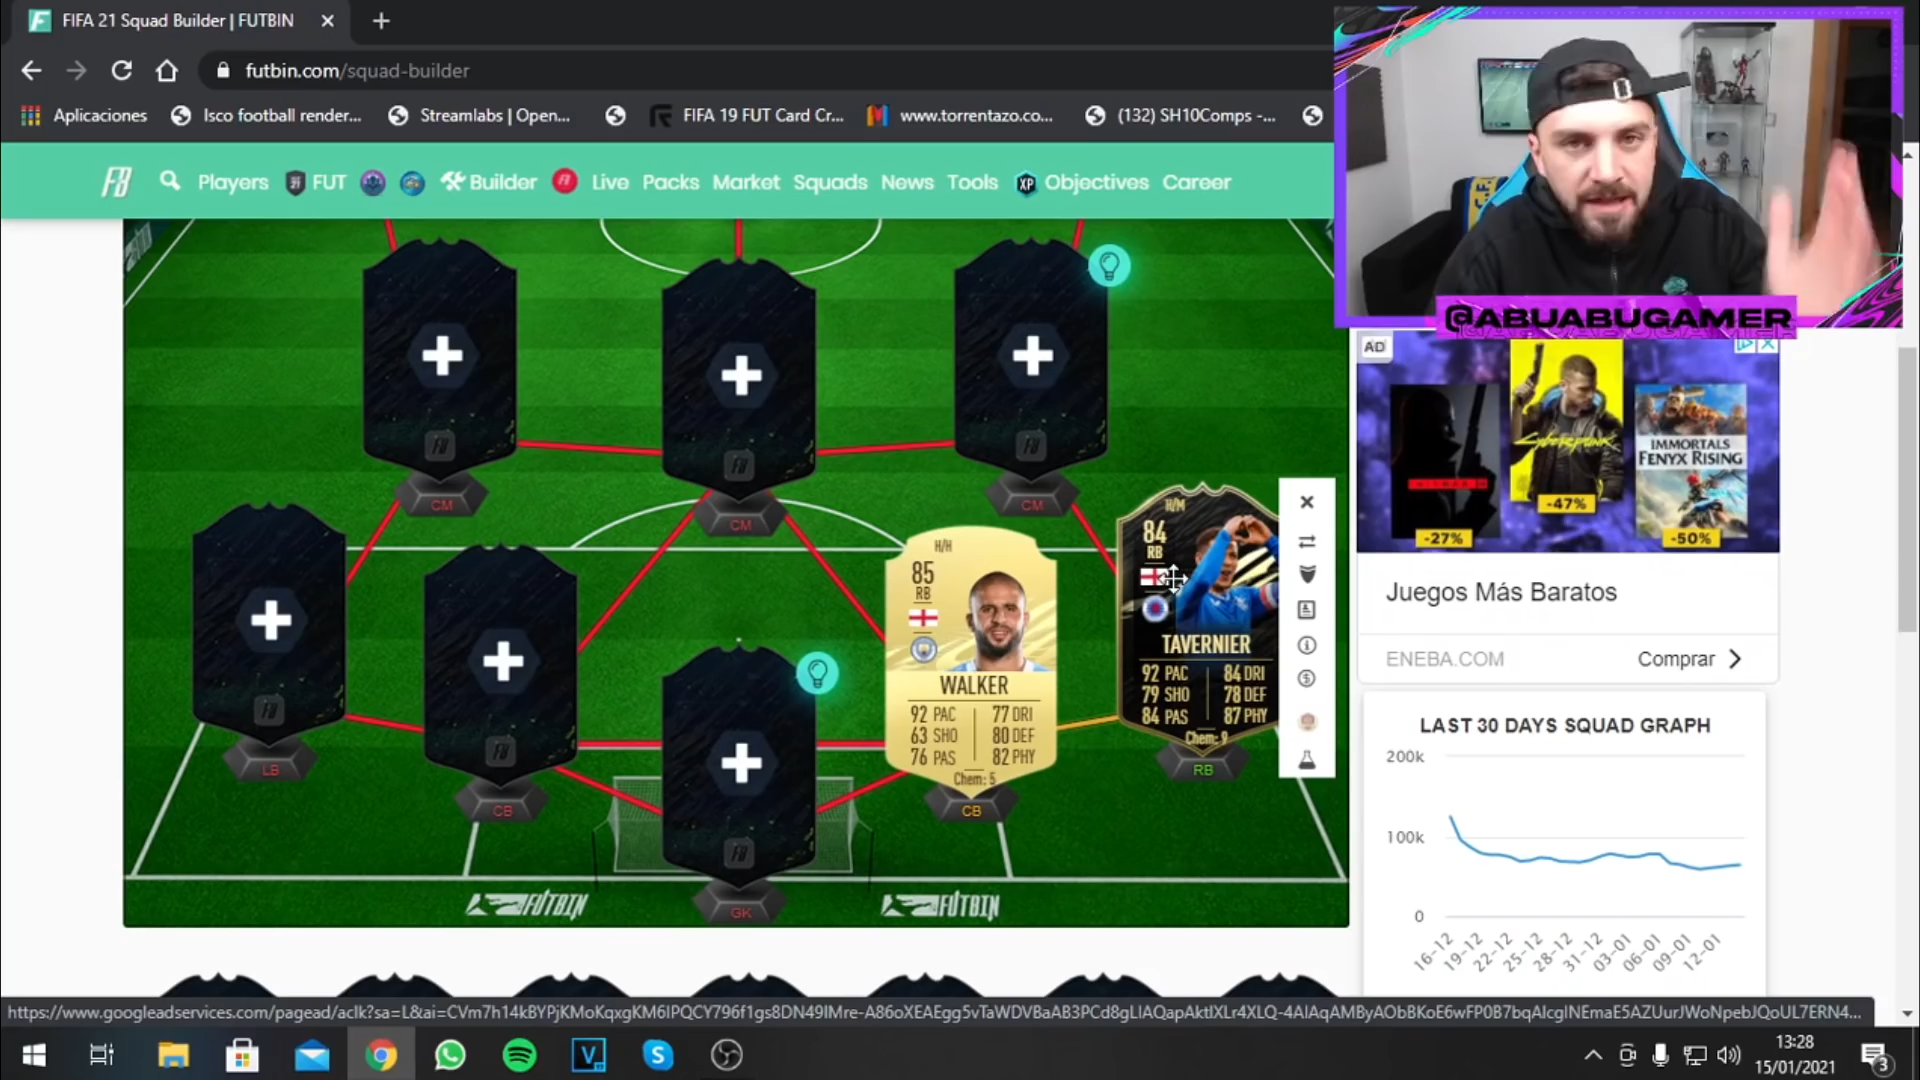 FIFA 21 Squad Builder | FUTBIN
futbin.com/squad-builder
Aplicaciones Isco football render... Streamlabs | Open... FIFA 19 FUT Card Cr... www.torrentazo.co... (132) SH10Comps -...
Players FUT Builder Live Packs Market Squads News Tools XP Objectives Career
@ABUABUGAMER
AD
CYBERPUNK
IMMORTALS
FENYX RISING
-27% -47% -50%
Juegos Más Baratos
ENEBA.COM Comprar
CM CM CM
H/H
85
RB
WALKER
92 PAC 77 DRI
63 SHO 80 DEF
76 PAS 82 PHY
Chem: 5
CB
H/M
84
RB
TAVERNIER
92 PAC 84 DRI
79 SHO 78 DEF
84 PAS 87 PHY
Chem: 9
RB
LB
CB
GK
FUTBIN FUTBIN
LAST 30 DAYS SQUAD GRAPH
200k
100k
0
16-12 19-12 22-12 25-12 28-12 31-12 03-01 06-01 09-01 12-01
13:28
15/01/2021
3